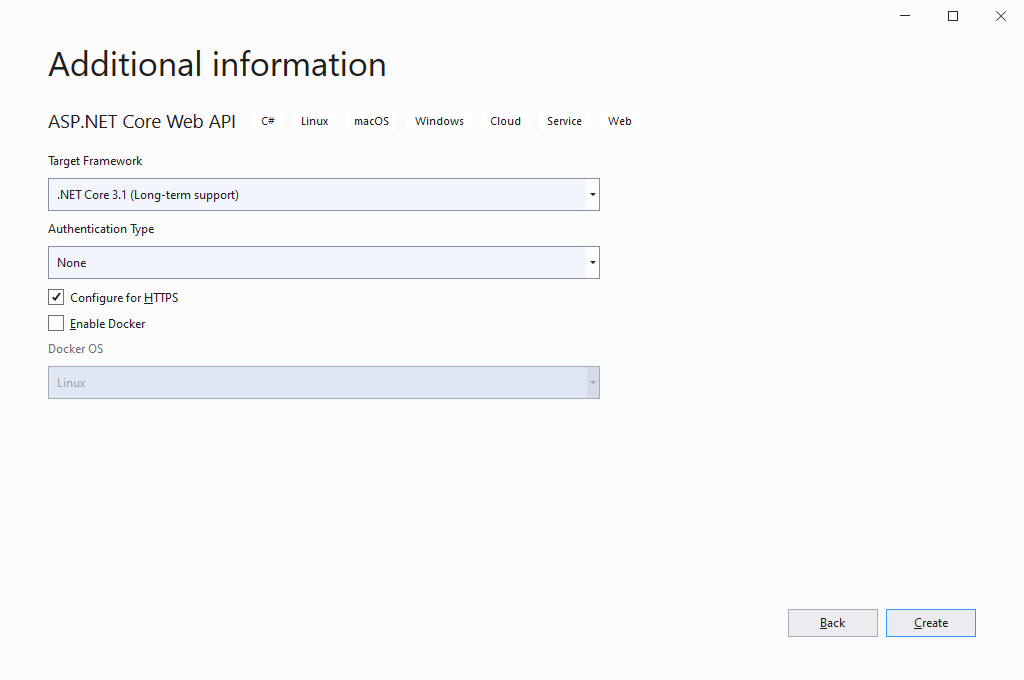 Additional information
ASP.NET Core Web API C# Linux macOS Windows Cloud Service Web
Target Framework
.NET Core 3.1 (Long-term support)
Authentication Type
None
Configure for HTTPS
Enable Docker
Docker OS
Linux
Back Create